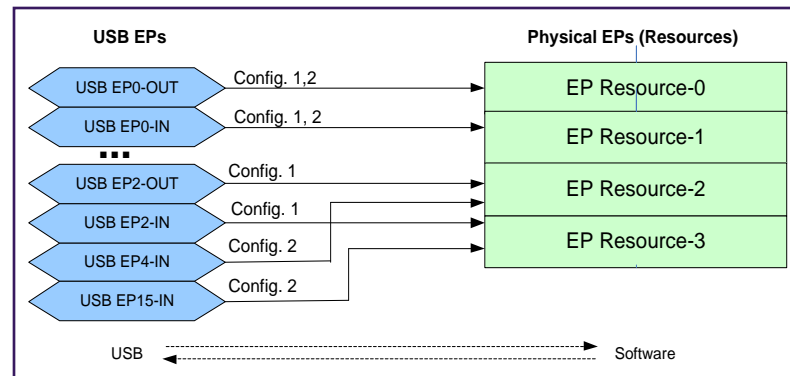 USB EPs
Physical EPs (Resources)
USB EP0-OUT
Config. 1,2
EP Resource-0
USB EP0-IN
Config. 1, 2
EP Resource-1
...
USB EP2-OUT
Config. 1
EP Resource-2
USB EP2-IN
Config. 1
USB EP4-IN
Config. 2
EP Resource-3
USB EP15-IN
Config. 2
USB
Software